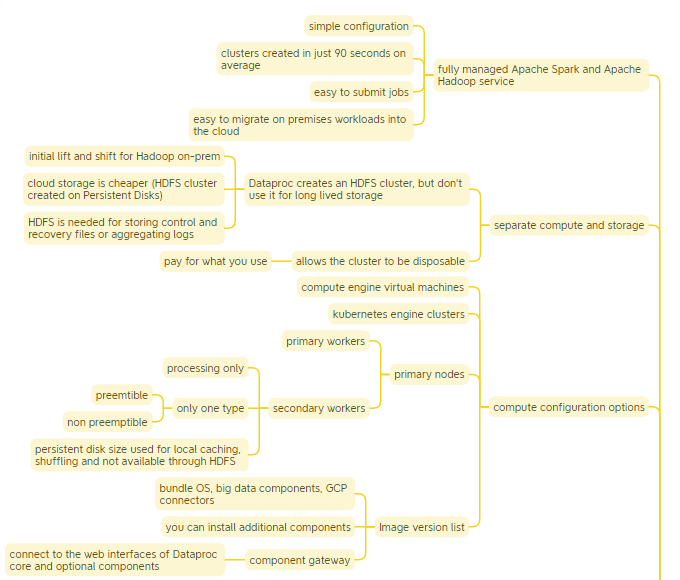 simple configuration
clusters created in just 90 seconds on
average
easy to submit jobs
easy to migrate on premises workloads into
the cloud
fully managed Apache Spark and Apache
Hadoop service
initial lift and shift for Hadoop on-prem
cloud storage is cheaper (HDFS cluster
created on Persistent Disks)
HDFS is needed for storing control and
recovery files or aggregating logs
Dataproc creates an HDFS cluster, but don't
use it for long lived storage
pay for what you use
allows the cluster to be disposable
separate compute and storage
compute engine virtual machines
kubernetes engine clusters
primary workers
processing only
preemtible
non preemptible
only one type
persistent disk size used for local caching,
shuffling and not available through HDFS
secondary workers
primary nodes
compute configuration options
bundle OS, big data components, GCP
connectors
you can install additional components
connect to the web interfaces of Dataproc
core and optional components
component gateway
Image version list